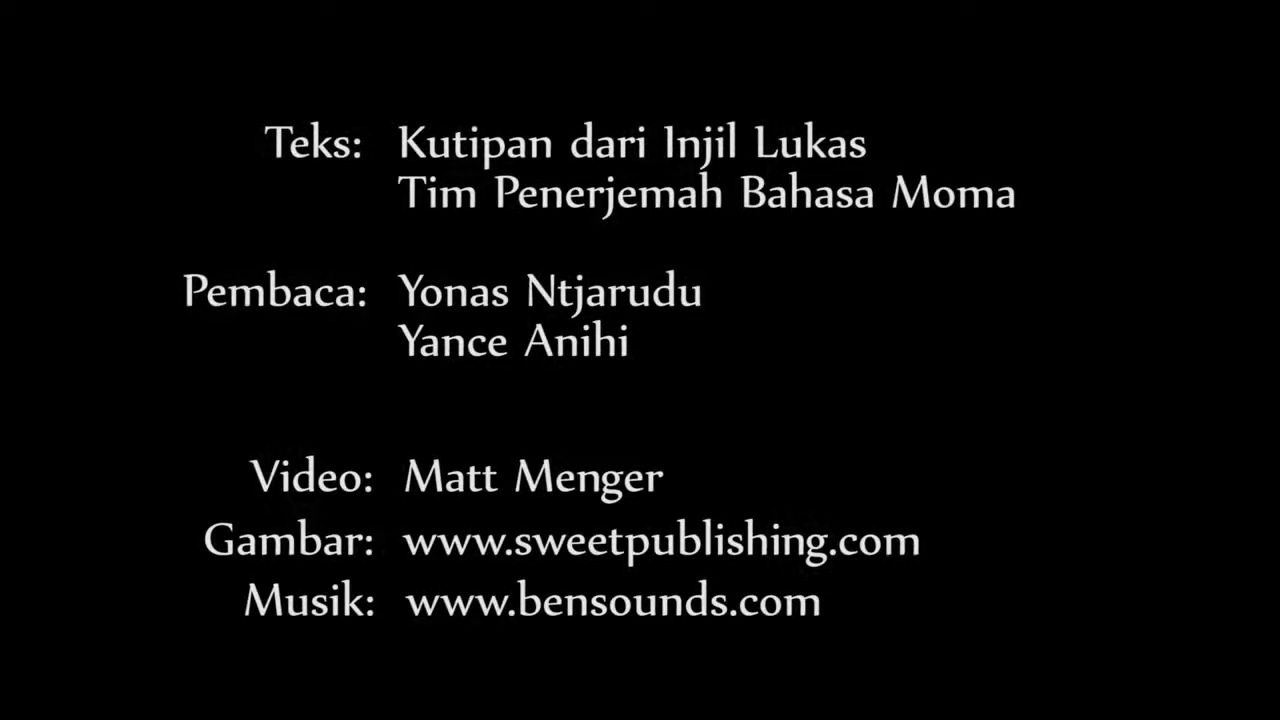 Teks: Kutipan dari Injil Lukas
Tim Penerjemah Bahasa Moma
Pembaca: Yonas Ntjarudu
Yance Anihi
Video: Matt Menger
Gambar: www.sweetpublishing.com
Musik: www.bensounds.com